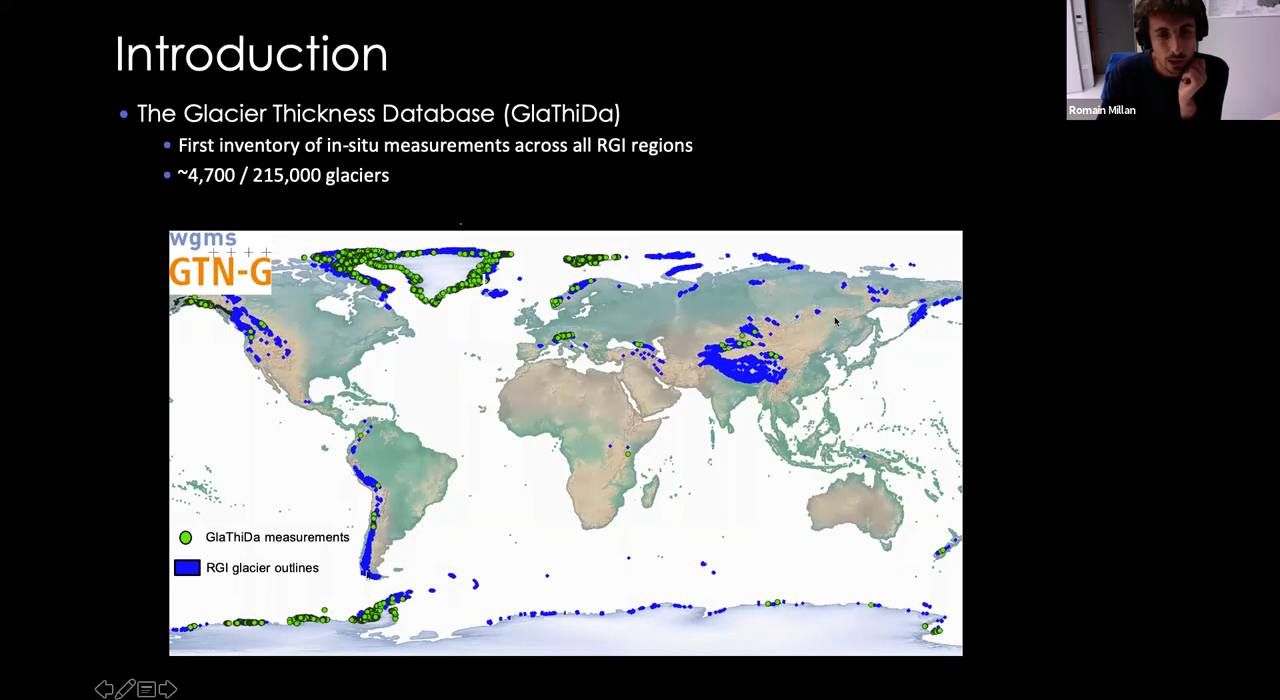 Introduction
The Glacier Thickness Database (GlaThiDa)
First inventory of in-situ measurements across all RGI regions
~4,700 / 215,000 glaciers
Romain Millan
wgms
GTN-G
GlaThiDa measurements
RGI glacier outlines